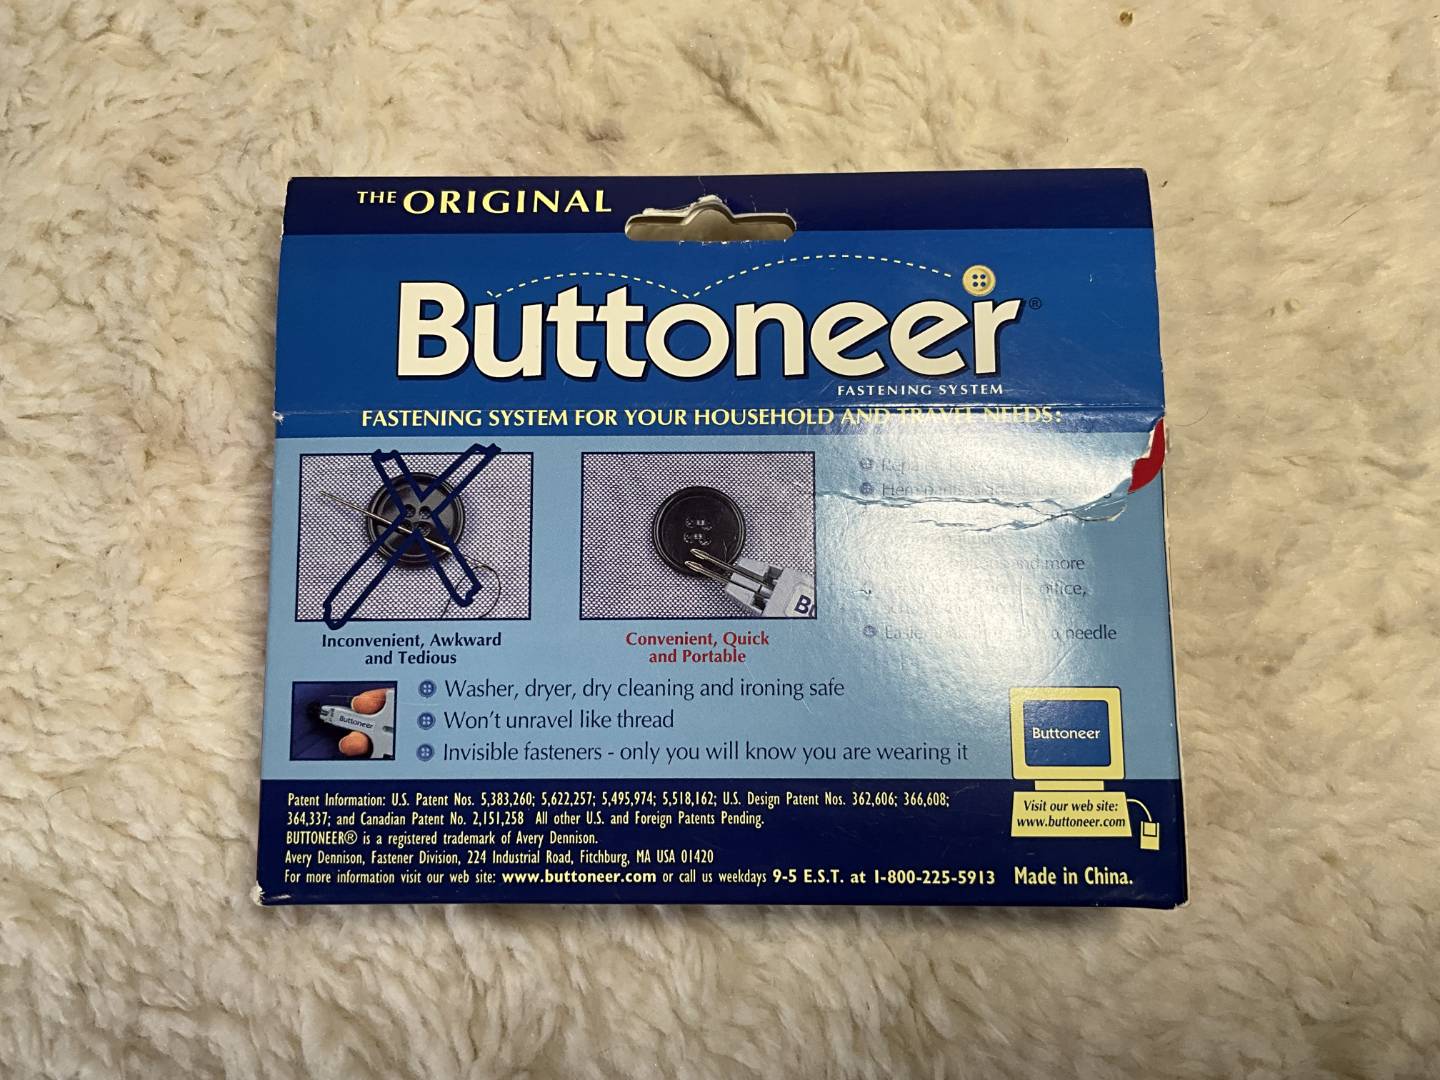 THE ORIGINAL
Buttoneer®
FASTENING SYSTEM
FASTENING SYSTEM FOR YOUR HOUSEHOLD AND TRAVEL NEEDS:
Hem pants
and more
office,
needle
Inconvenient, Awkward
and Tedious
Convenient, Quick
and Portable
Buttoneer
Washer, dryer, dry cleaning and ironing safe
Won't unravel like thread
Invisible fasteners - only you will know you are wearing it
Buttoneer
Visit our web site:
www.buttoneer.com
Patent Information: U.S. Patent Nos. 5,383,260; 5,622,257; 5,495,974; 5,518,162; U.S. Design Patent Nos. 362,606; 366,608;
364,337; and Canadian Patent No. 2,151,258 All other U.S. and Foreign Patents Pending.
BUTTONEER® is a registered trademark of Avery Dennison.
Avery Dennison, Fastener Division, 224 Industrial Road, Fitchburg, MA USA 01420
For more information visit our web site: www.buttoneer.com or call us weekdays 9-5 E.S.T. at 1-800-225-5913 Made in China.